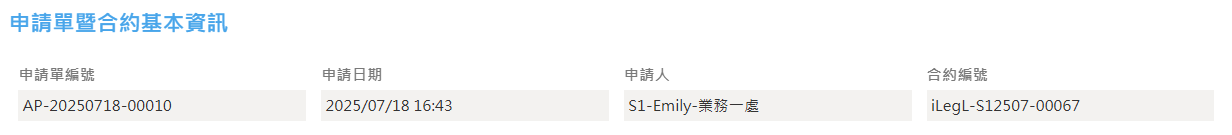 申請單暨合約基本資訊
申請單編號 申請日期 申請人 合約編號
AP-20250718-00010 2025/07/18 16:43 S1-Emily-業務一處 iLegL-S12507-00067